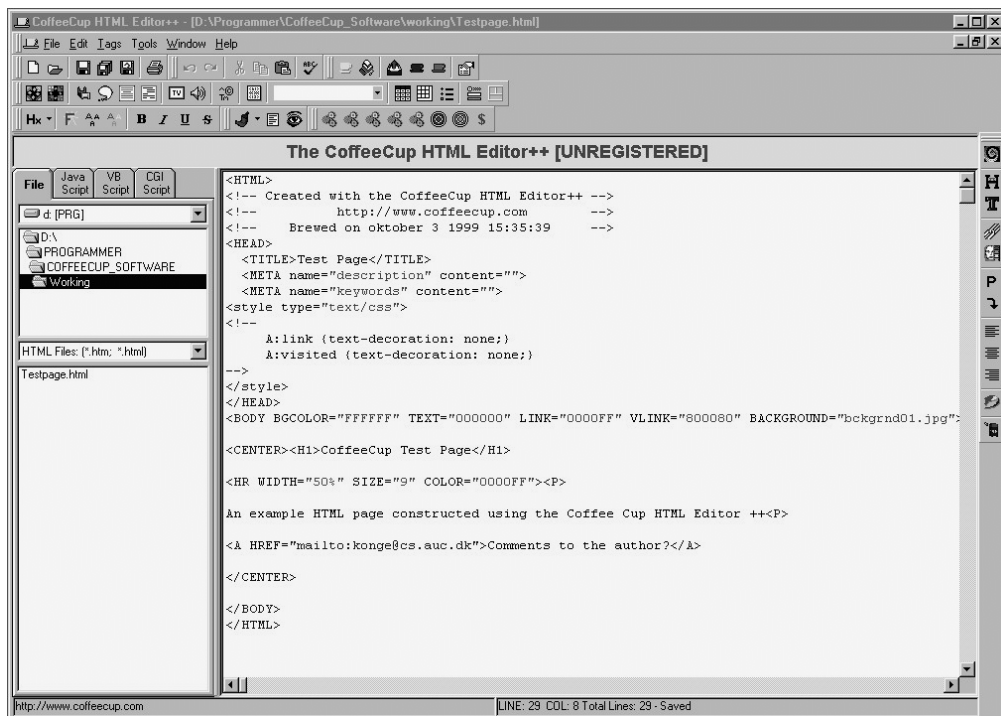 CoffeeCup HTML Editor++ - [D:\Programmer\CoffeeCup_Software\working\Testpage.html]
File Edit Tags Tools Window Help
ABC
TV
Hx F AA A A B I U S $
The CoffeeCup HTML Editor++ [UNREGISTERED]
File Java Script VB Script CGI Script
d: [PRG]
D:\
PROGRAMMER
COFFEECUP_SOFTWARE
Working
HTML Files: (*.htm; *.html)
Testpage.html
<HTML>
<!-- Created with the CoffeeCup HTML Editor++ -->
<!-- http://www.coffeecup.com -->
<!-- Brewed on oktober 3 1999 15:35:39 -->
<HEAD>
<TITLE>Test Page</TITLE>
<META name="description" content="">
<META name="keywords" content="">
<style type="text/css">
<!--
A:link {text-decoration: none;}
A:visited {text-decoration: none;}
-->
</style>
</HEAD>
<BODY BGCOLOR="FFFFFF" TEXT="000000" LINK="0000FF" VLINK="800080" BACKGROUND="bckgrnd01.jpg">
<CENTER><H1>CoffeeCup Test Page</H1>
<HR WIDTH="50%" SIZE="9" COLOR="0000FF"><P>
An example HTML page constructed using the Coffee Cup HTML Editor ++<P>
<A HREF="mailto:konge@cs.auc.dk">Comments to the author?</A>
</CENTER>
</BODY>
</HTML>
H
T
P
http://www.coffeecup.com
LINE: 29 COL: 8 Total Lines: 29 - Saved